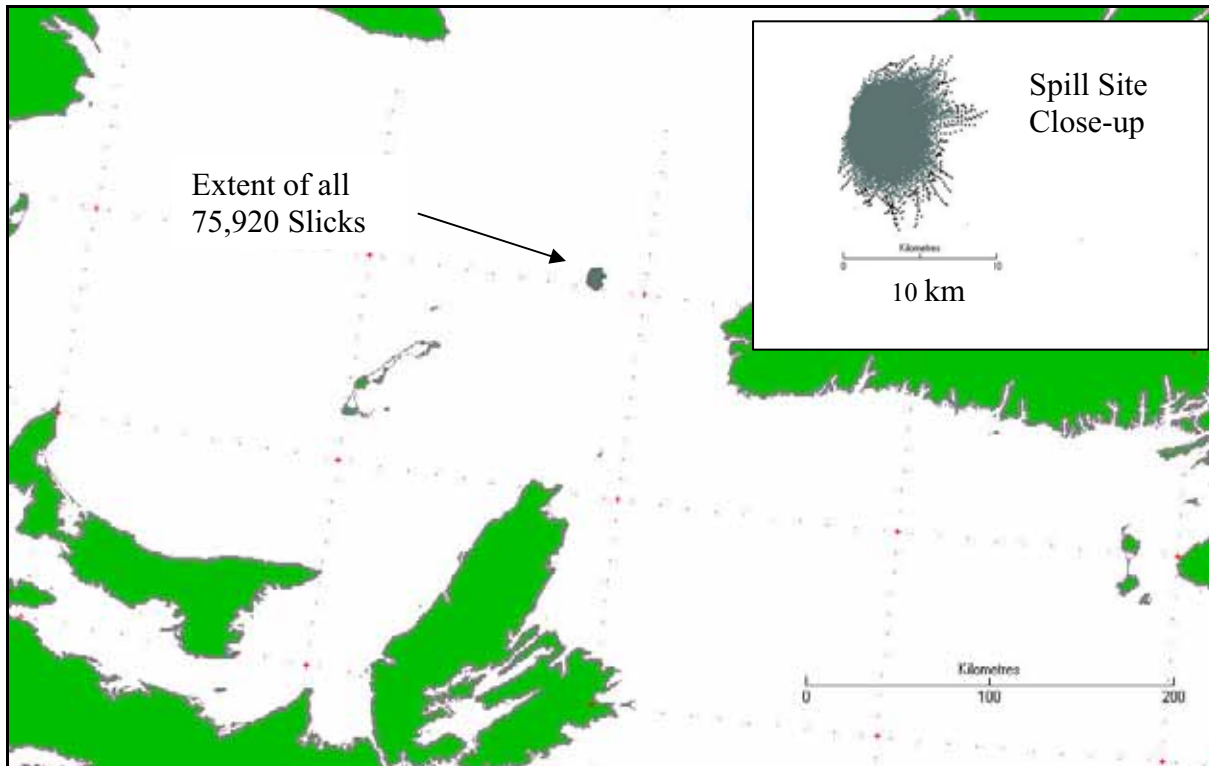 Extent of all
75,920 Slicks
Spill Site
Close-up
Kilometres
0 10
10 km
Kilometres
0 100 200